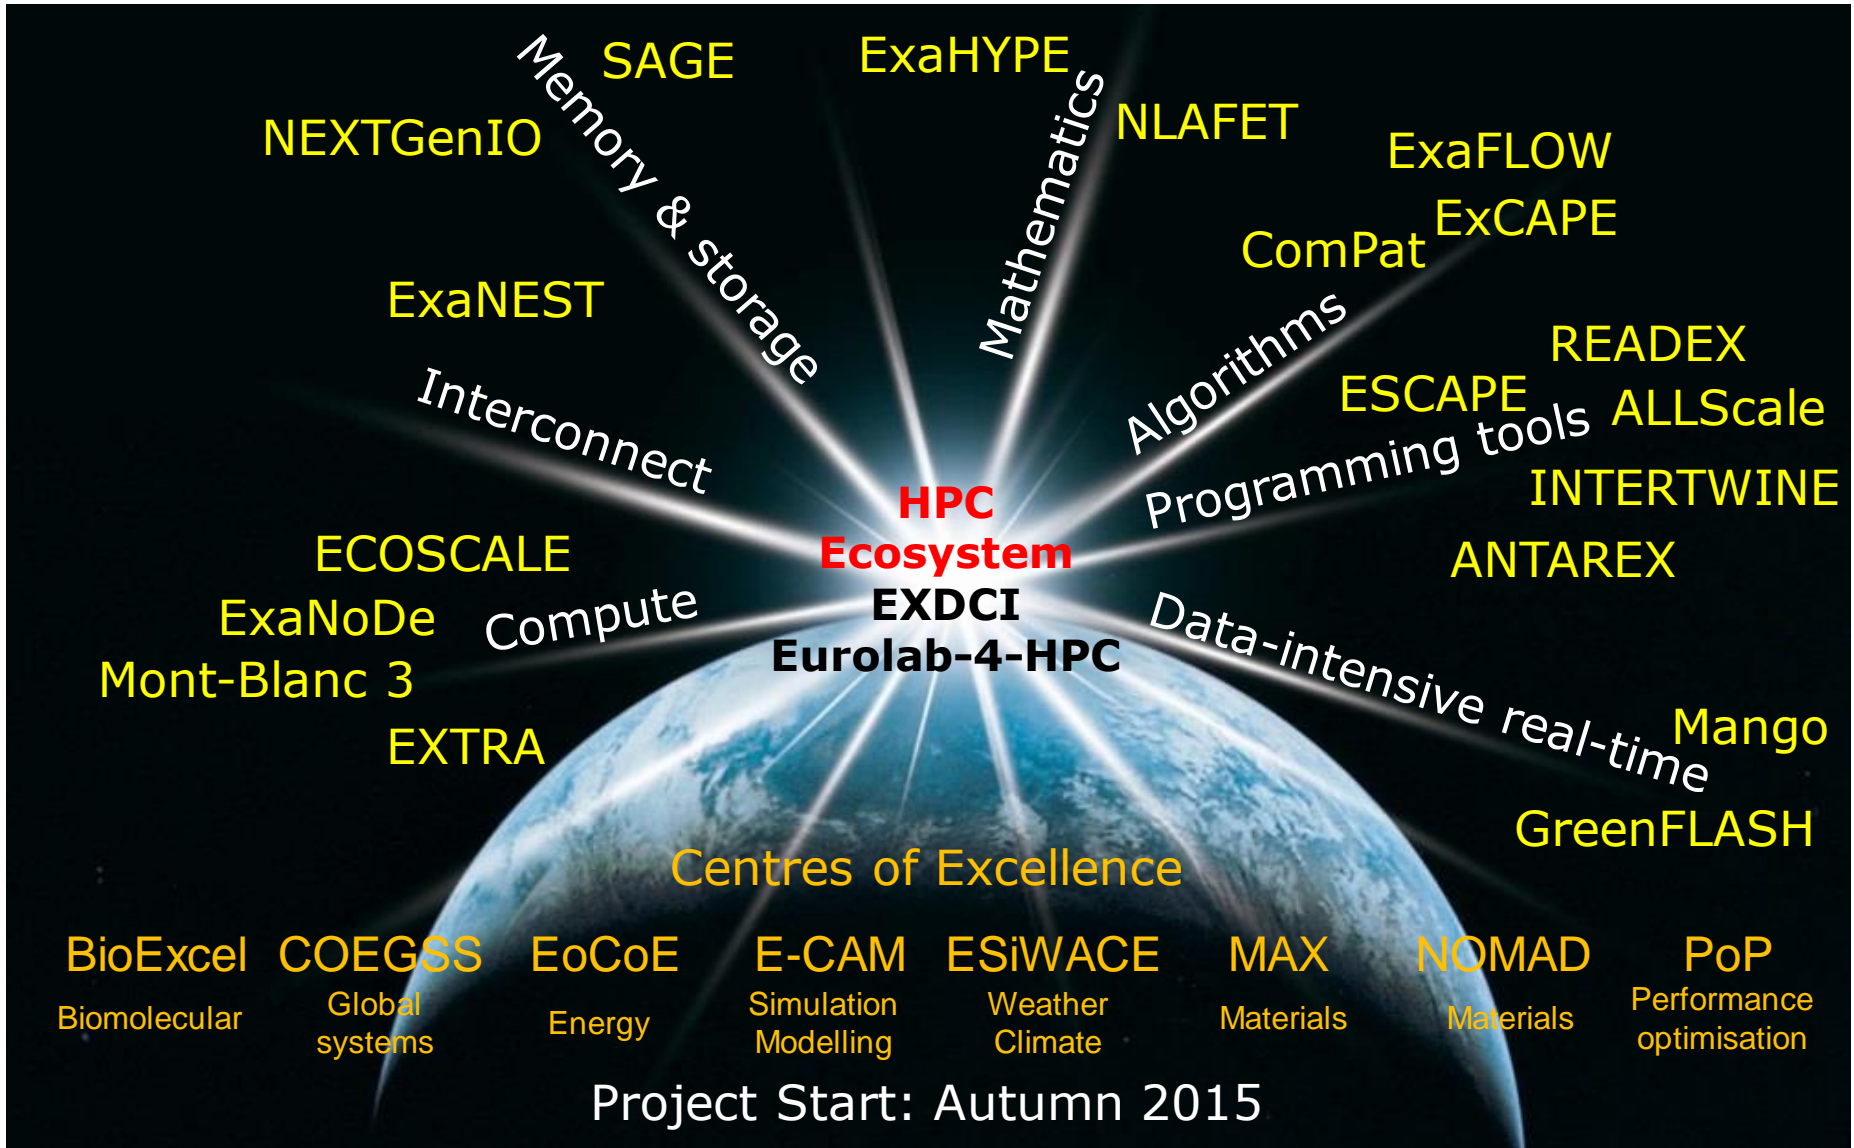 SAGE
ExaHYPE
NEXTGenIO
Memory & storage
Mathematics
NLAFET
ExaFLOW
ExCAPE
ComPat
ExaNEST
Algorithms
READEX
Interconnect
ESCAPE
ALLScale
Programming tools
INTERTWINE
HPC
Ecosystem
EXDCI
Eurolab-4-HPC
ECOSCALE
ANTAREX
ExaNoDe
Compute
Data-intensive real-time
Mont-Blanc 3
Mango
EXTRA
GreenFLASH
Centres of Excellence
BioExcel COEGSS EoCoE E-CAM ESiWACE MAX NOMAD PoP
Biomolecular
Global
systems
Energy
Simulation
Modelling
Weather
Climate
Materials
Materials
Performance
optimisation
Project Start: Autumn 2015